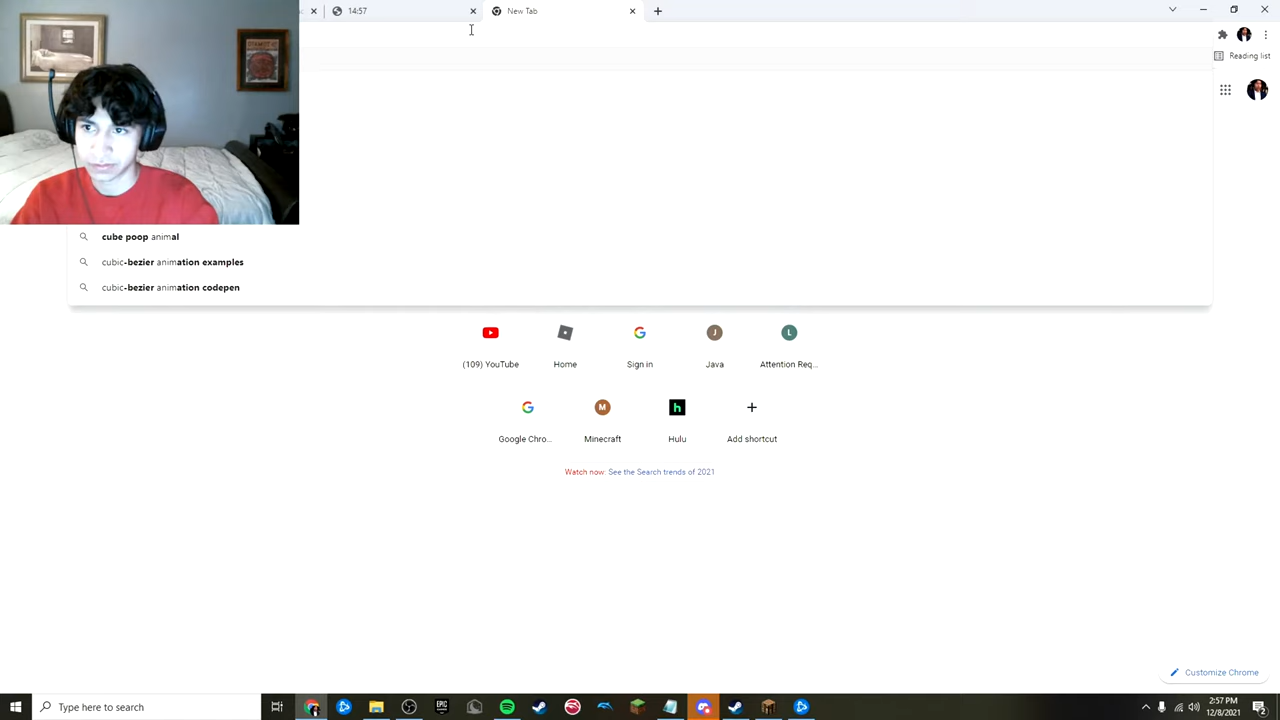 14:57
New Tab
Reading list
cube poop animal
cubic-bezier animation examples
cubic-bezier animation codepen
(109) YouTube
Home
Sign in
Java
Attention Req...
Google Chro...
Minecraft
Hulu
Add shortcut
Watch now: See the Search trends of 2021
Customize Chrome
Type here to search
2:57 PM
12/8/2021